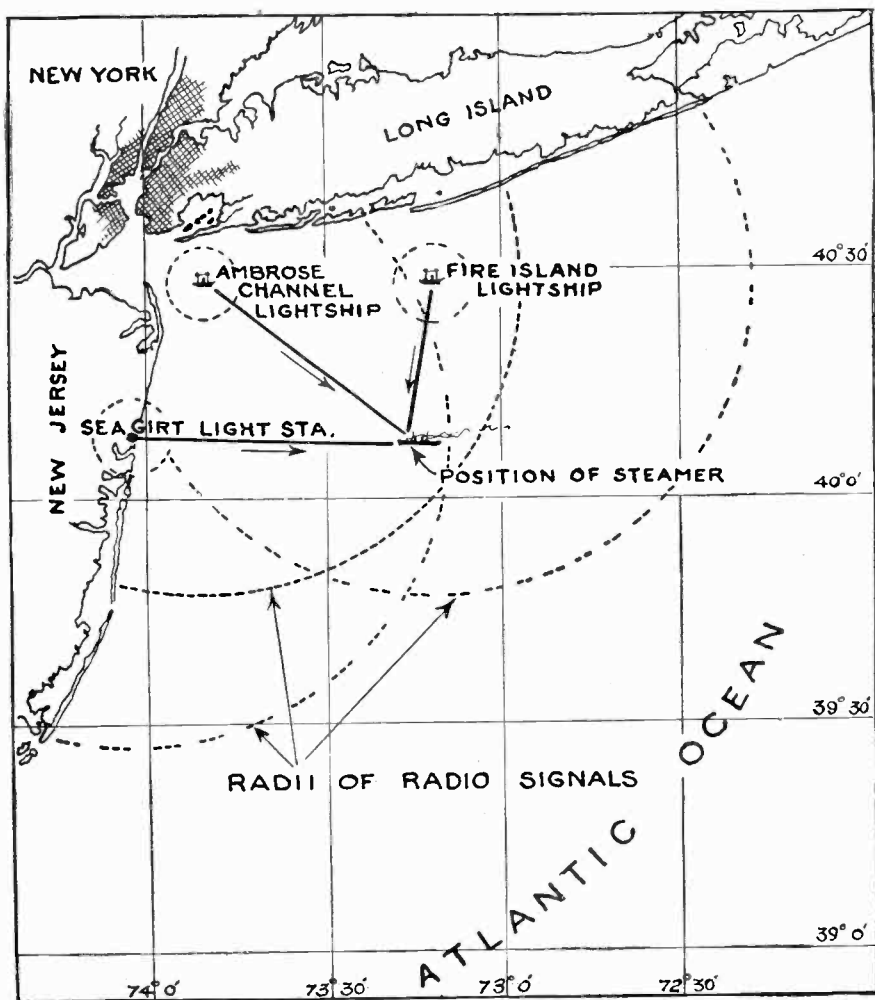 NEW YORK
LONG ISLAND
40°30'
AMBROSE
CHANNEL
LIGHTSHIP
FIRE ISLAND
LIGHTSHIP
NEW JERSEY
SEA GIRT LIGHT STA.
POSITION OF STEAMER
40°0'
39°30'
RADII OF RADIO SIGNALS
ATLANTIC OCEAN
39°0'
74°0'
73°30'
73°0'
72°30'